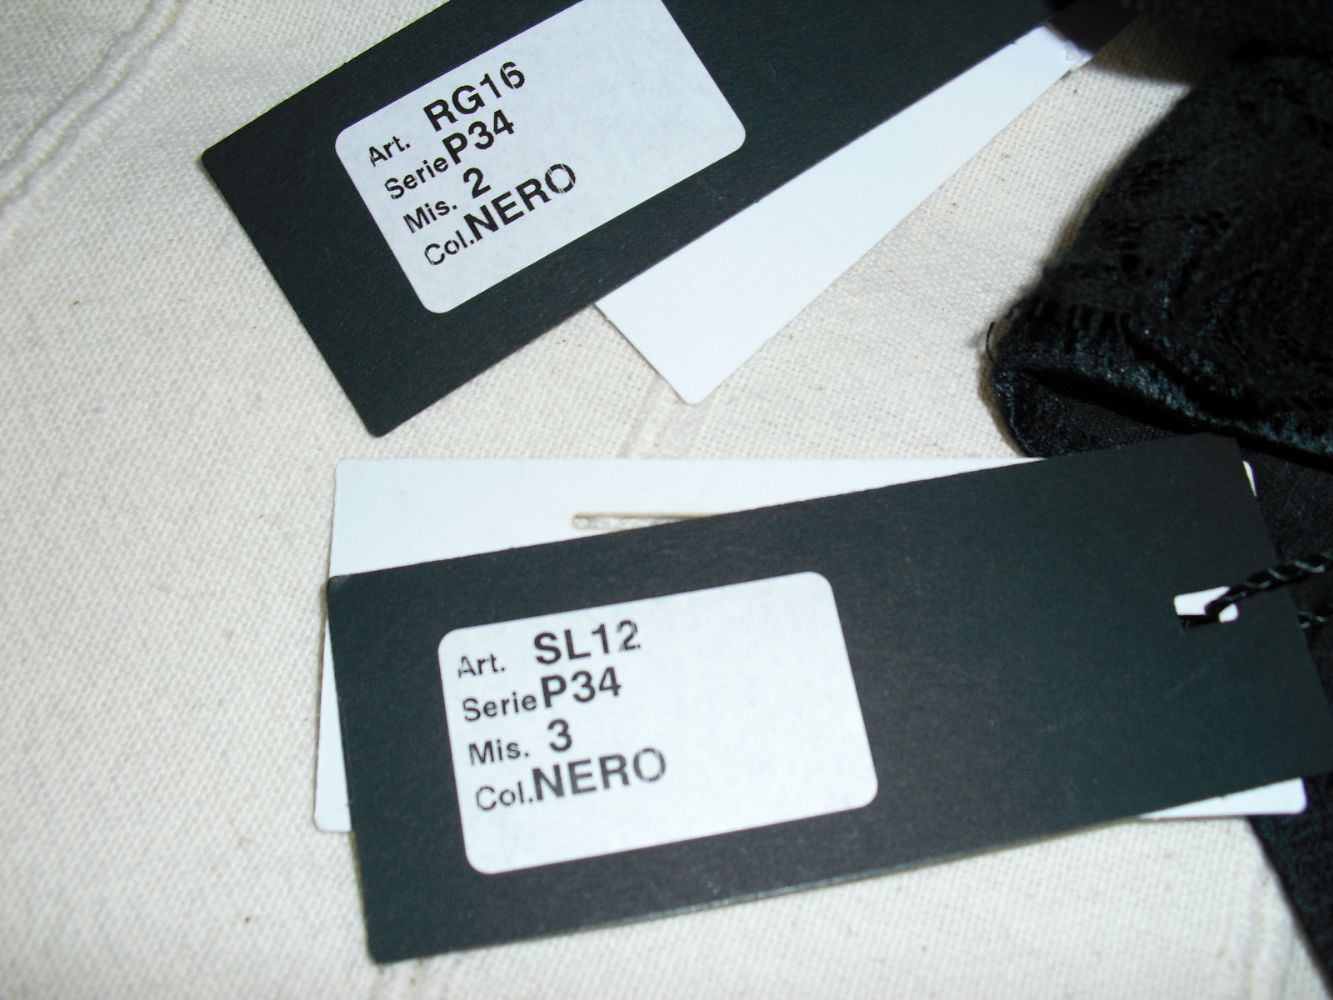 Art. RG16
Serie P34
Mis. 2
Col. NERO
Art. SL12
Serie P34
Mis. 3
Col. NERO